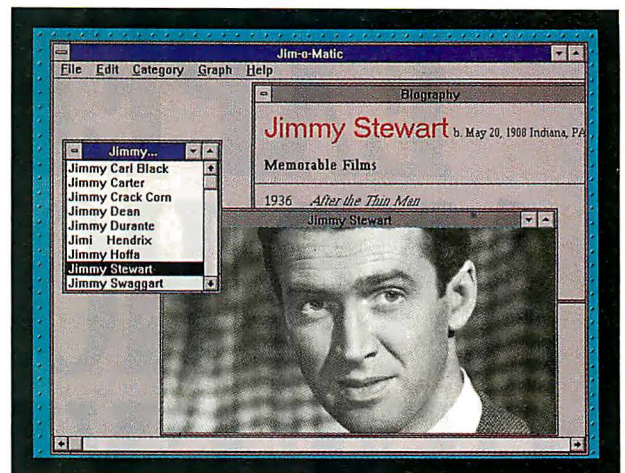 Jim-o-Matic
File Edit Category Graph Help
Biography
Jimmy Stewart b. May 20, 1908 Indiana, PA
Memorable Films
1936 After the Thin Man
Jimmy...
Jimmy Carl Black
Jimmy Carter
Jimmy Crack Corn
Jimmy Dean
Jimmy Durante
Jimi Hendrix
Jimmy Hoffa
Jimmy Stewart
Jimmy Swaggart
Jimmy Stewart